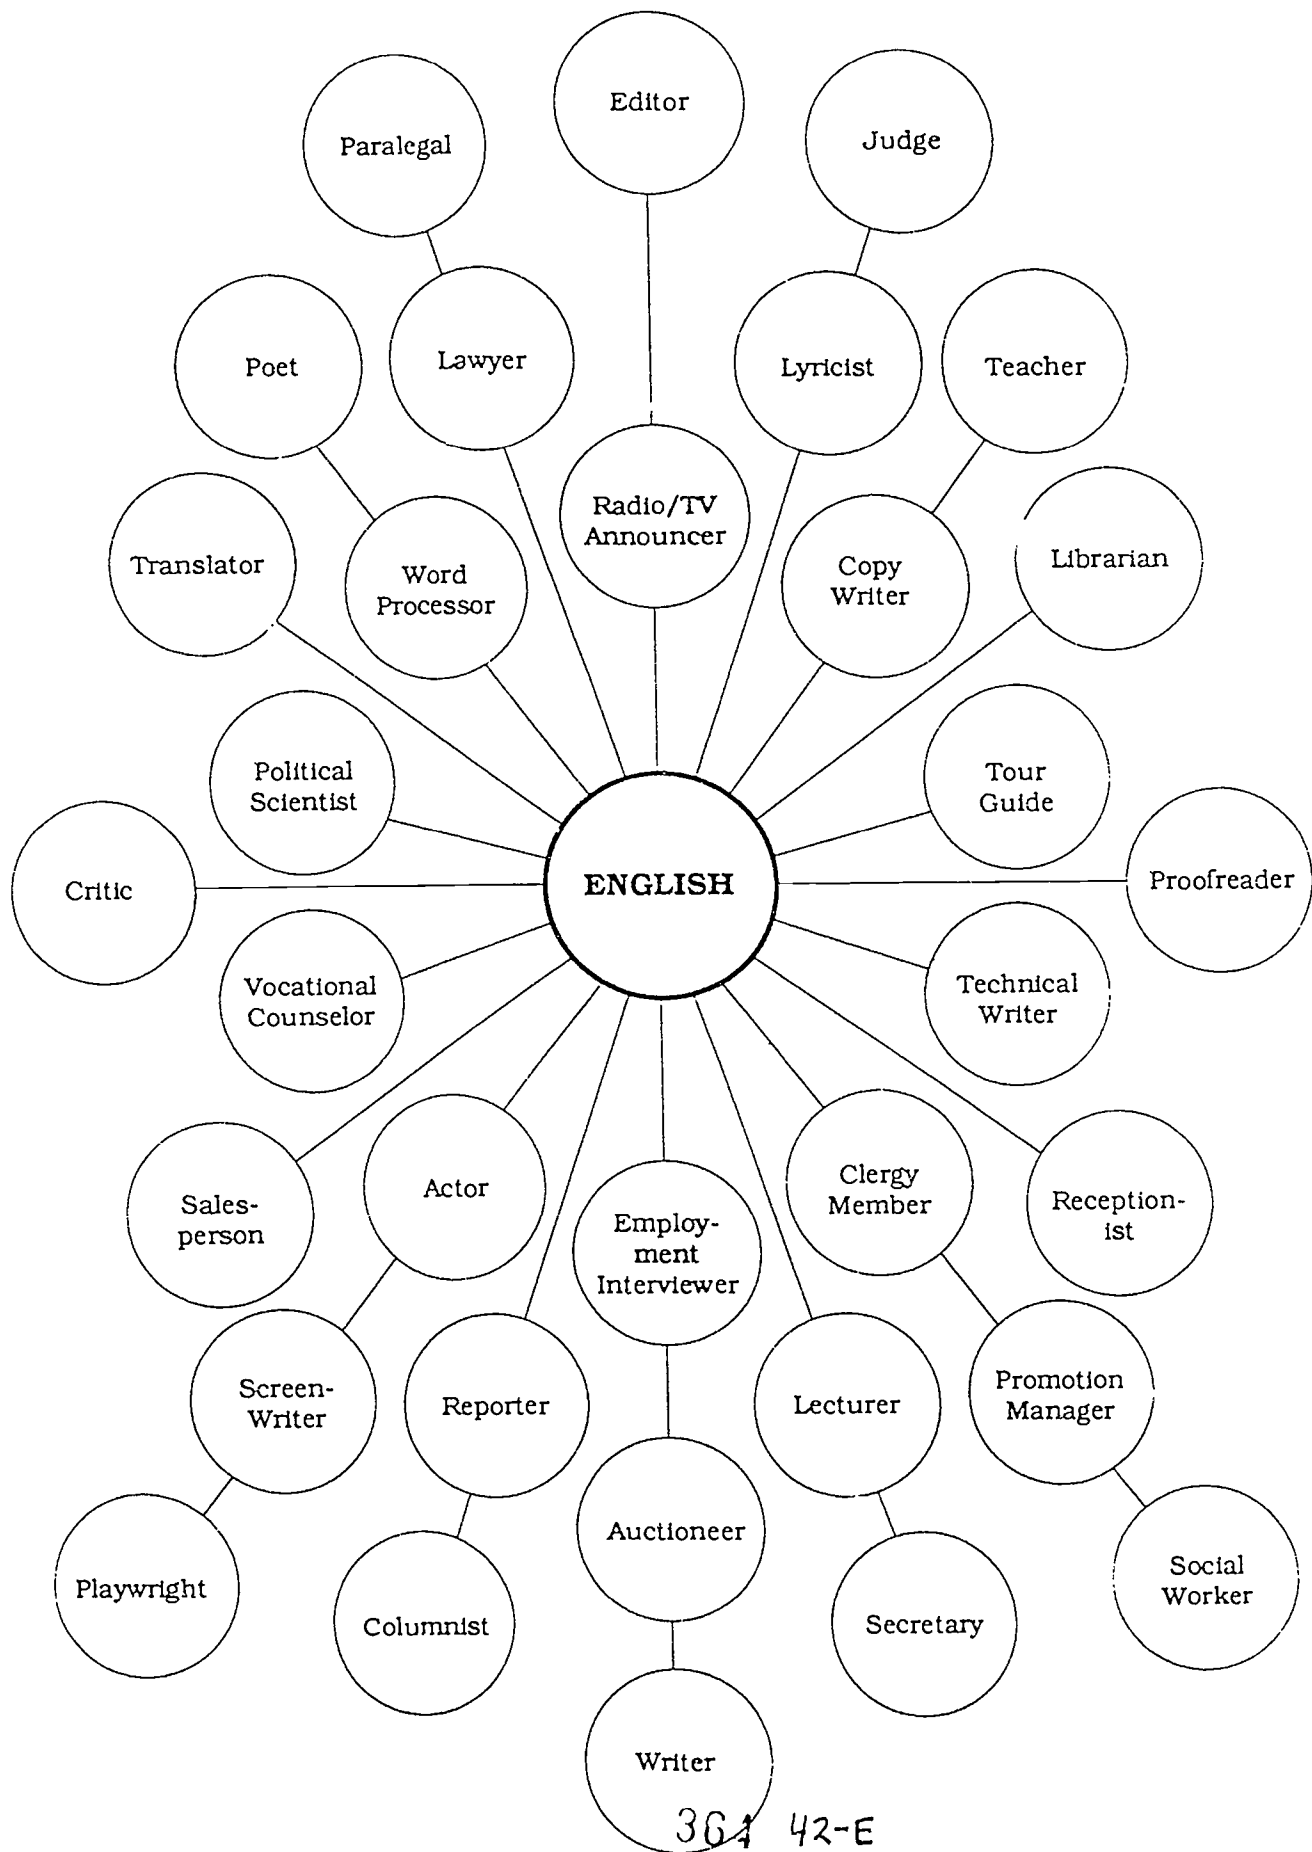 Editor
Judge
Paralegal
Poet
Lawyer
Lyricist
Teacher
Radio/TV
Announcer
Translator
Word
Processor
Copy
Writer
Librarian
Political
Scientist
Tour
Guide
Critic
ENGLISH
Proofreader
Vocational
Counselor
Technical
Writer
Sales-
person
Actor
Employ-
ment
Interviewer
Clergy
Member
Reception-
ist
Screen-
Writer
Reporter
Lecturer
Promotion
Manager
Playwright
Columnist
Auctioneer
Secretary
Social
Worker
Writer
42-E